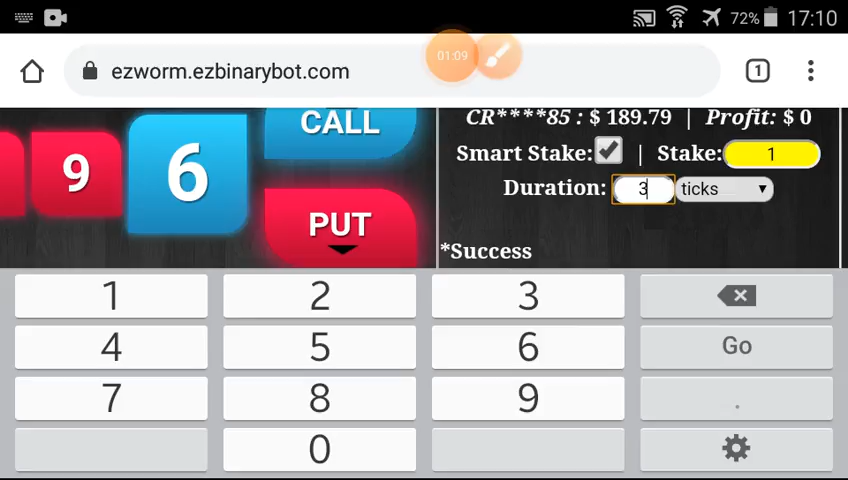 72% 17:10
01:09
ezworm.ezbinarybot.com 1
CR****85 : $ 189.79 | Profit: $ 0
CALL
Smart Stake: | Stake: 1
9 6
Duration: 3 ticks
PUT
*Success
1 2 3
4 5 6 Go
7 8 9 .
0